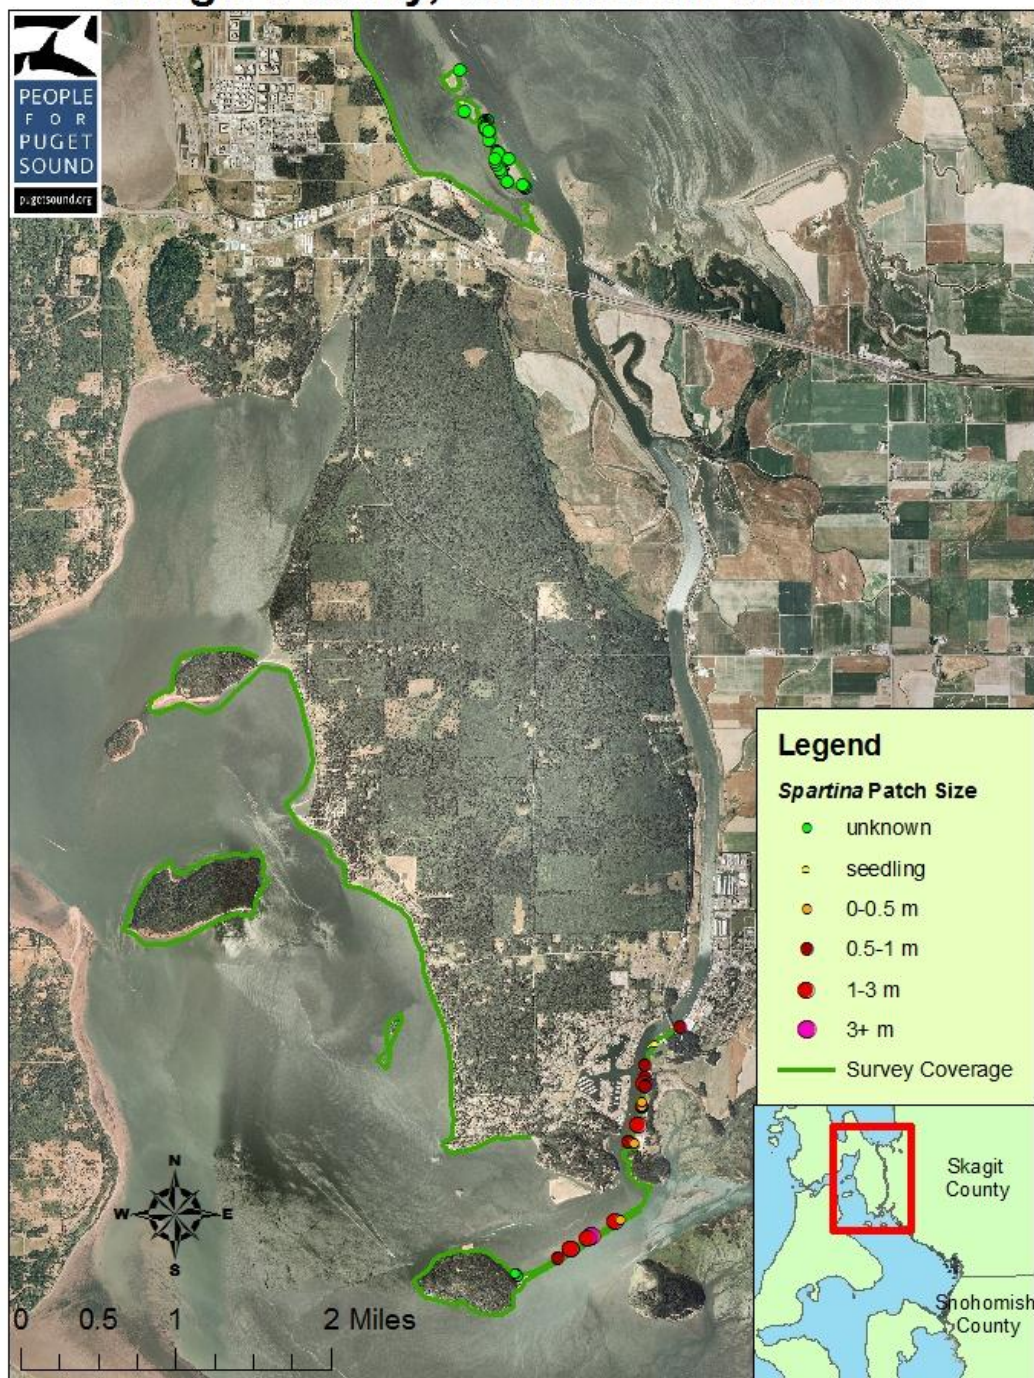 PEOPLE
FOR
PUGET
SOUND
pugetsound.org
Legend
Spartina Patch Size
unknown
seedling
0-0.5 m
0.5-1 m
1-3 m
3+ m
Survey Coverage
N
W E
S
0 0.5 1 2 Miles
Skagit
County
Snohomish
County